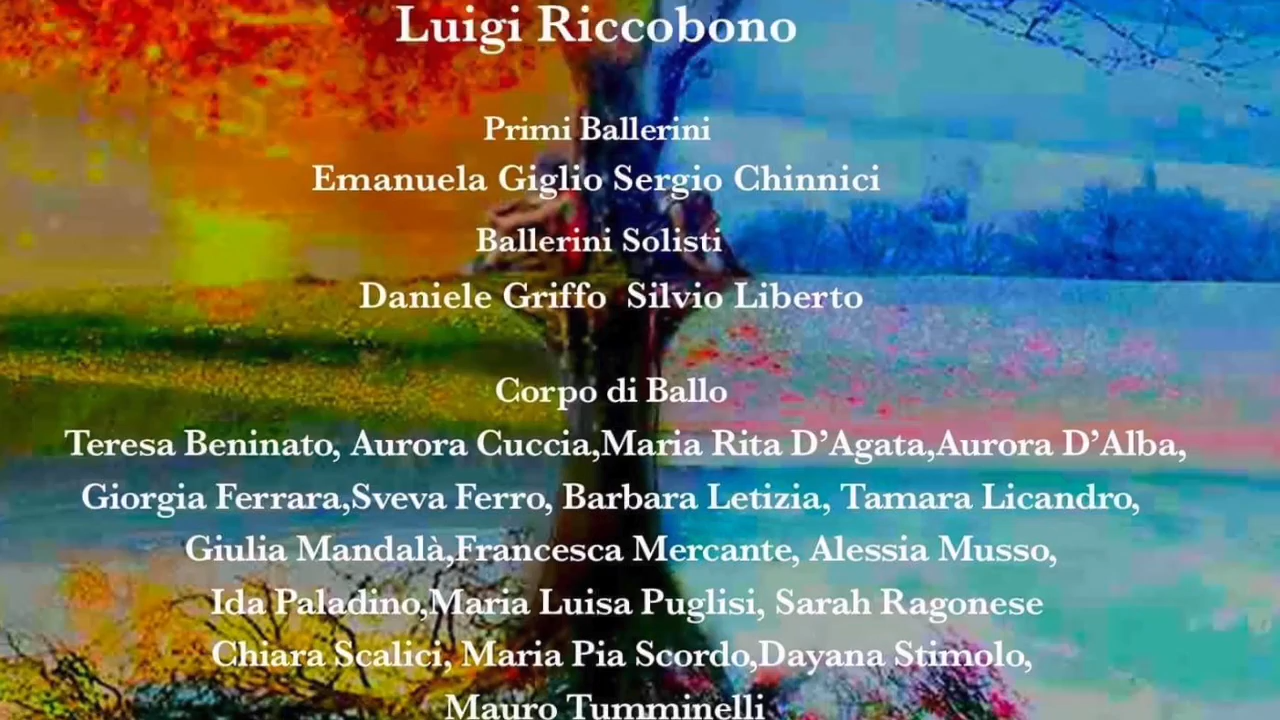 Luigi Riccobono
Primi Ballerini
Emanuela Giglio Sergio Chinnici
Ballerini Solisti
Daniele Griffo  Silvio Liberto
Corpo di Ballo
Teresa Beninato, Aurora Cuccia,Maria Rita D’Agata,Aurora D’Alba,
Giorgia Ferrara,Sveva Ferro, Barbara Letizia, Tamara Licandro,
Giulia Mandalà,Francesca Mercante, Alessia Musso,
Ida Paladino,Maria Luisa Puglisi, Sarah Ragonese
Chiara Scalici, Maria Pia Scordo,Dayana Stimolo,
Mauro Tumminelli